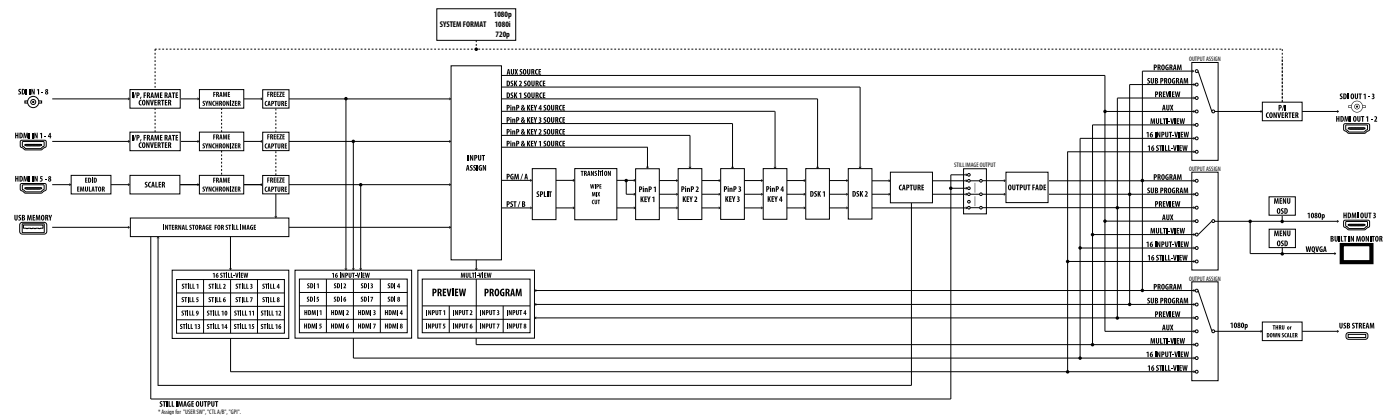 SYSTEM FORMAT
1080p
1080i
720p
SDI IN 1 - 8
I/P, FRAME RATE
CONVERTER
FRAME
SYNCHRONIZER
FREEZE
CAPTURE
HDMI IN 1 - 4
I/P, FRAME RATE
CONVERTER
FRAME
SYNCHRONIZER
FREEZE
CAPTURE
HDMI IN 5 - 8
EDID
EMULATOR
SCALER
FRAME
SYNCHRONIZER
FREEZE
CAPTURE
USB MEMORY
INTERNAL STORAGE FOR STILL IMAGE
INPUT
ASSIGN
AUX SOURCE
DSK 2 SOURCE
DSK 1 SOURCE
PinP & KEY 4 SOURCE
PinP & KEY 3 SOURCE
PinP & KEY 2 SOURCE
PinP & KEY 1 SOURCE
PGM / A
PST / B
SPLIT
TRANSITION
WIPE
MIX
CUT
PinP 1
KEY 1
PinP 2
KEY 2
PinP 3
KEY 3
PinP 4
KEY 4
DSK 1
DSK 2
CAPTURE
STILL IMAGE OUTPUT
OUTPUT FADE
16 STILL-VIEW
STILL 1 STILL 2 STILL 3 STILL 4
STILL 5 STILL 6 STILL 7 STILL 8
STILL 9 STILL 10 STILL 11 STILL 12
STILL 13 STILL 14 STILL 15 STILL 16
16 INPUT-VIEW
SDI 1 SDI 2 SDI 3 SDI 4
SDI 5 SDI 6 SDI 7 SDI 8
HDMI 1 HDMI 2 HDMI 3 HDMI 4
HDMI 5 HDMI 6 HDMI 7 HDMI 8
MULTI-VIEW
PREVIEW PROGRAM
INPUT 1 INPUT 2 INPUT 3 INPUT 4
INPUT 5 INPUT 6 INPUT 7 INPUT 8
OUTPUT ASSIGN
PROGRAM
SUB PROGRAM
PREVIEW
AUX
MULTI-VIEW
16 INPUT-VIEW
16 STILL-VIEW
P/I
CONVERTER
SDI OUT 1 - 3
HDMI OUT 1 - 2
OUTPUT ASSIGN
PROGRAM
SUB PROGRAM
PREVIEW
AUX
MULTI-VIEW
16 INPUT-VIEW
16 STILL-VIEW
MENU
OSD
1080p
HDMI OUT 3
MENU
OSD
WQVGA
BUILT IN MONITOR
OUTPUT ASSIGN
PROGRAM
SUB PROGRAM
PREVIEW
AUX
MULTI-VIEW
16 INPUT-VIEW
16 STILL-VIEW
1080p
THRU or
DOWN SCALER
USB STREAM
STILL IMAGE OUTPUT
* Assign for "USER SW", "CTL A/B", "GPI".